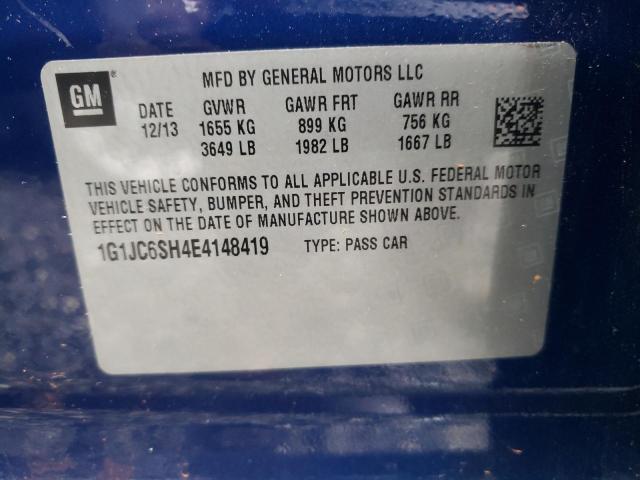 GM®
MFD BY GENERAL MOTORS LLC
DATE GVWR GAWR FRT GAWR RR
12/13 1655 KG 899 KG 756 KG
3649 LB 1982 LB 1667 LB
THIS VEHICLE CONFORMS TO ALL APPLICABLE U.S. FEDERAL MOTOR
VEHICLE SAFETY, BUMPER, AND THEFT PREVENTION STANDARDS IN
EFFECT ON THE DATE OF MANUFACTURE SHOWN ABOVE.
1G1JC6SH4E4148419 TYPE: PASS CAR